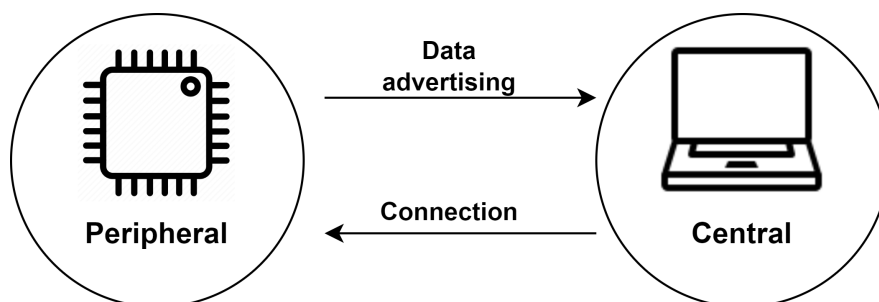 Data
advertising
Connection
Peripheral
Central